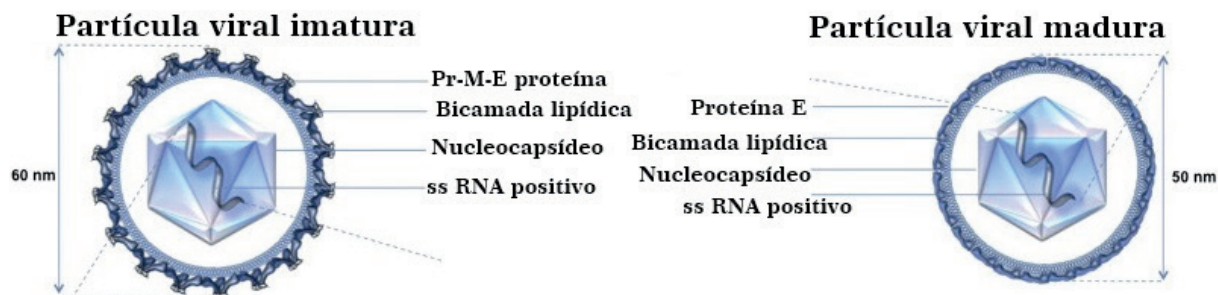 Partícula viral imatura
Pr-M-E proteína
Bicamada lipídica
Nucleocapsídeo
ss RNA positivo
60 nm
Partícula viral madura
Proteína E
Bicamada lipídica
Nucleocapsídeo
ss RNA positivo
50 nm